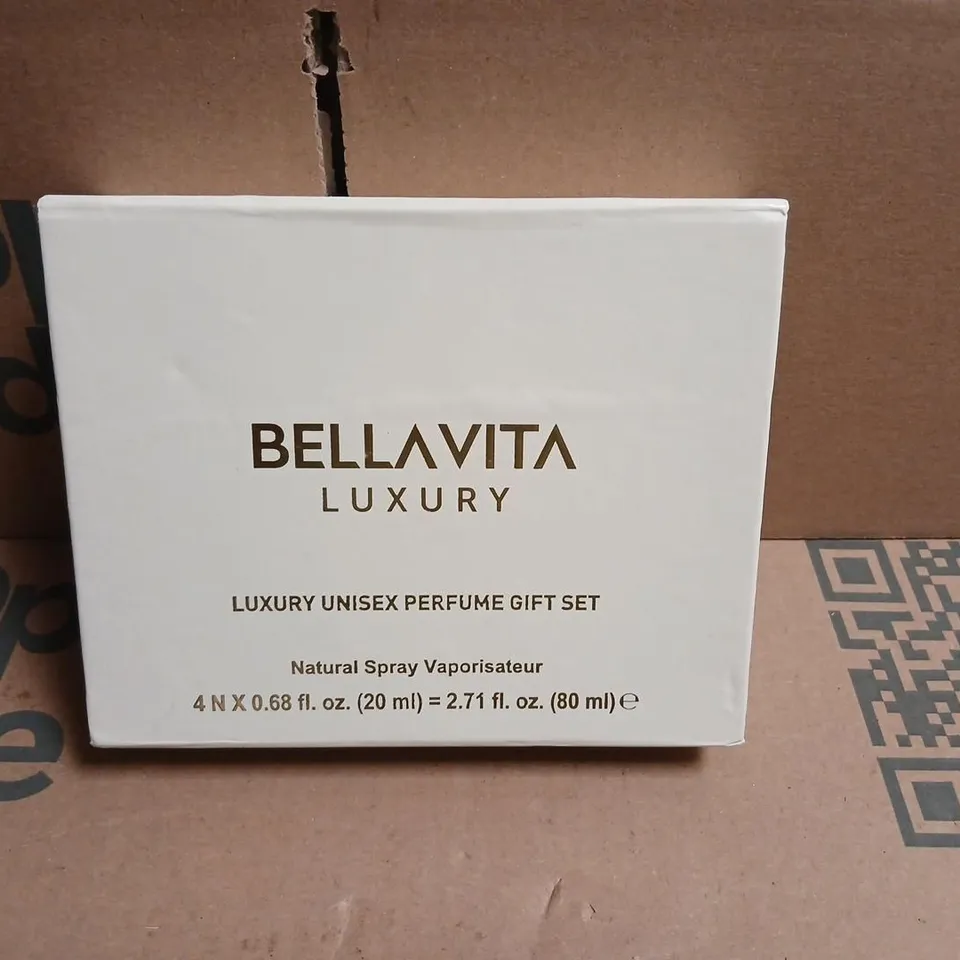 BELLAVITA
LUXURY
LUXURY UNISEX PERFUME GIFT SET
Natural Spray Vaporisateur
4 N X 0.68 fl. oz. (20 ml) = 2.71 fl. oz. (80 ml) ℮